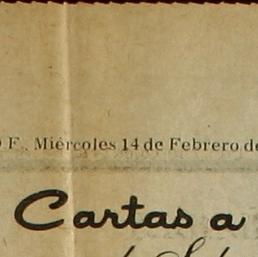 F., Miércoles 14 de Febrero de
Cartas a